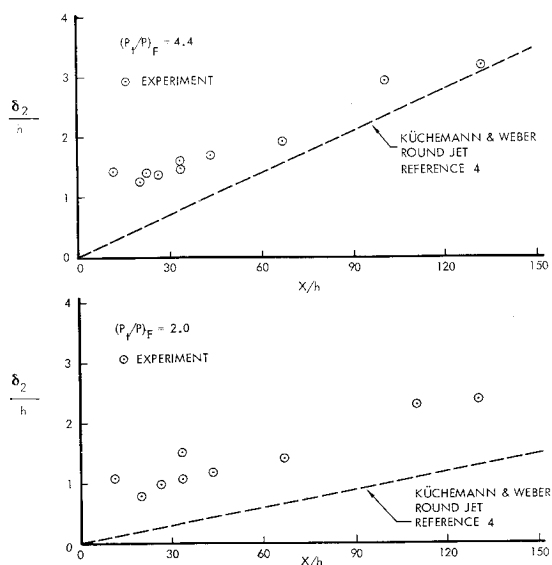 4
(P_t/P)_F = 4.4
⊙ EXPERIMENT
3
δ_2/h
2
KÜCHEMANN & WEBER
ROUND JET
REFERENCE 4
1
0
0 30 60 90 120 150
X/h
4
(P_t/P)_F = 2.0
⊙ EXPERIMENT
3
δ_2/h
2
1
KÜCHEMANN & WEBER
ROUND JET
REFERENCE 4
0
0 30 60 90 120 150
X/h